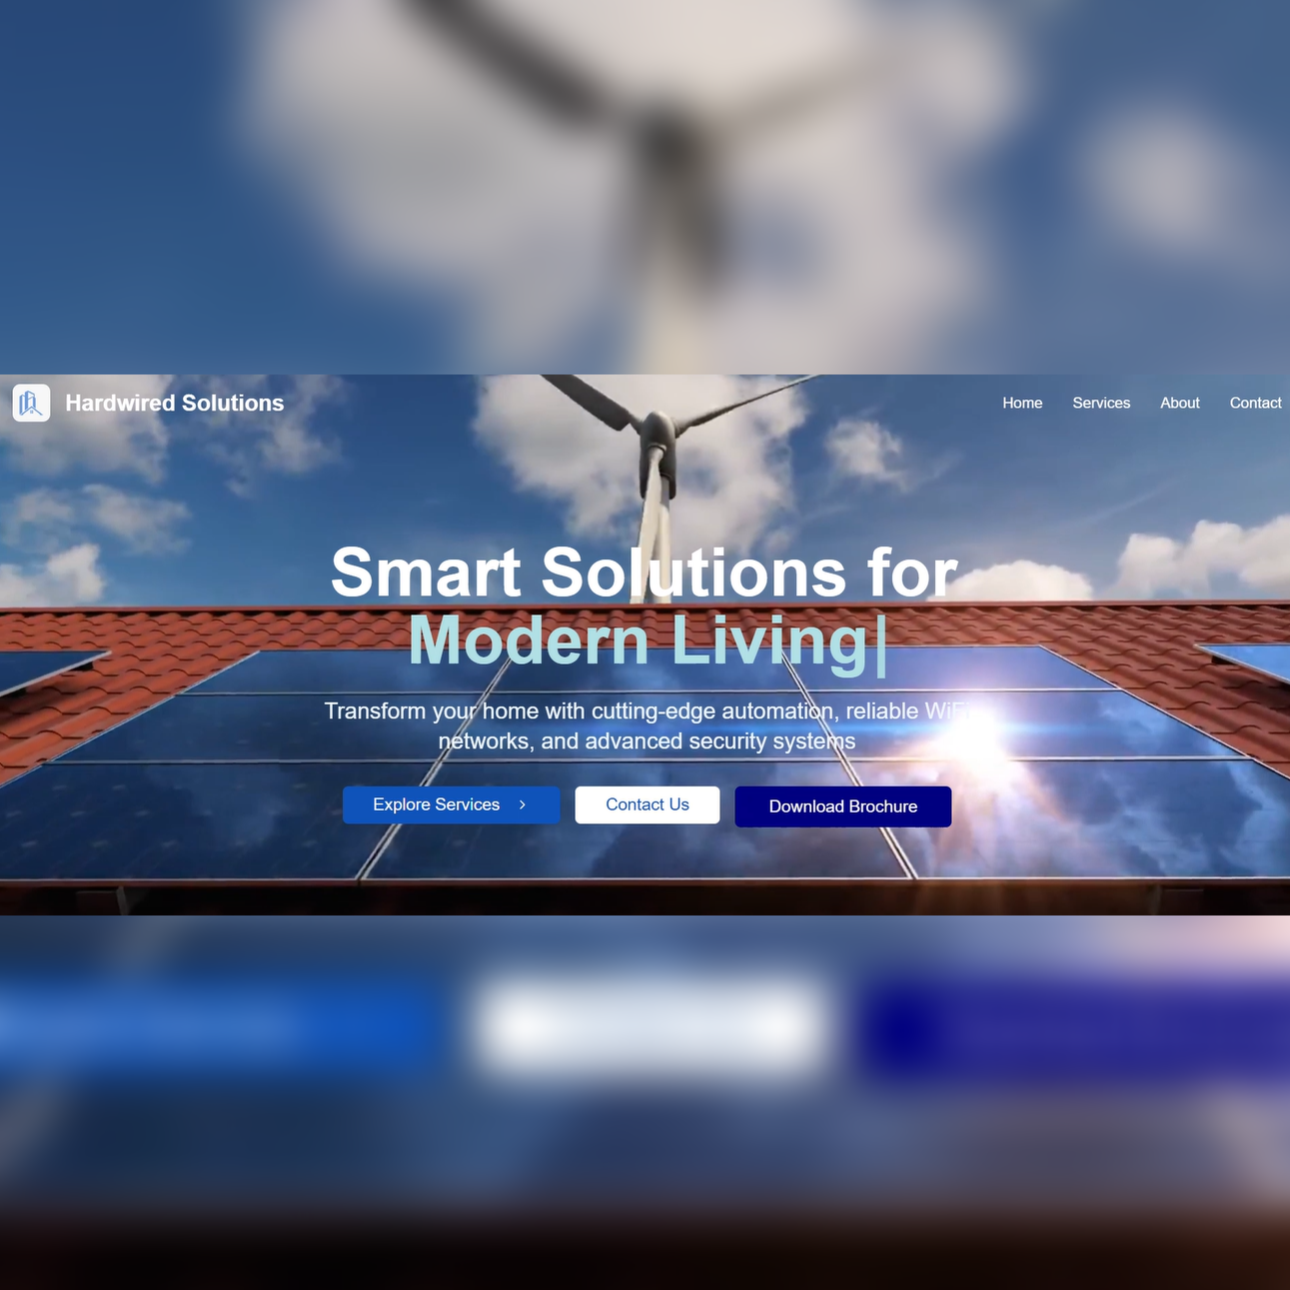 Hardwired Solutions
Home Services About Contact
Smart Solutions for
Modern Living|
Transform your home with cutting-edge automation, reliable WiFi
networks, and advanced security systems
Explore Services >
Contact Us
Download Brochure